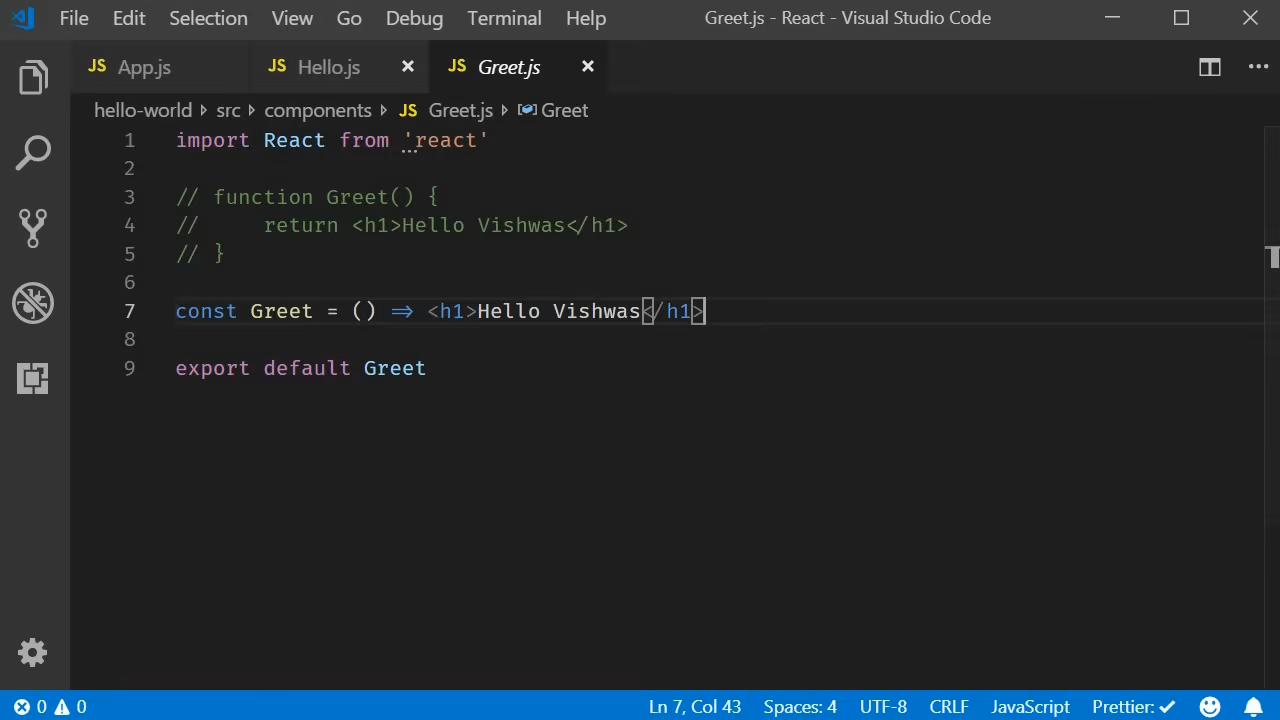 File Edit Selection View Go Debug Terminal Help Greet.js - React - Visual Studio Code
JS App.js JS Hello.js JS Greet.js
hello-world src components JS Greet.js Greet
1 import React from 'react'
2
3 // function Greet() {
4 //     return <h1>Hello Vishwas</h1>
5 // }
6
7 const Greet = () => <h1>Hello Vishwas</h1>
8
9 export default Greet
0 0 Ln 7, Col 43 Spaces: 4 UTF-8 CRLF JavaScript Prettier: